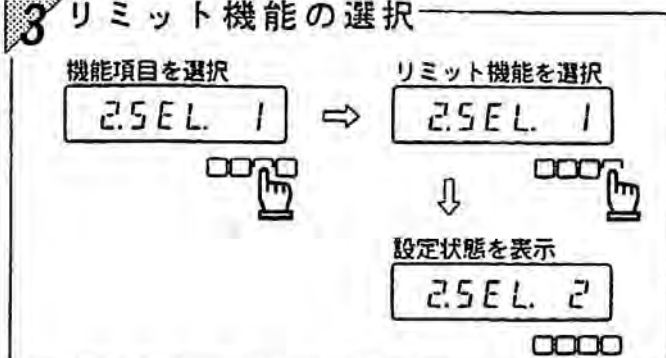 3 リミット機能の選択
機能項目を選択
2.SEL. 1
リミット機能を選択
2.SEL. 1
設定状態を表示
2.SEL. 2